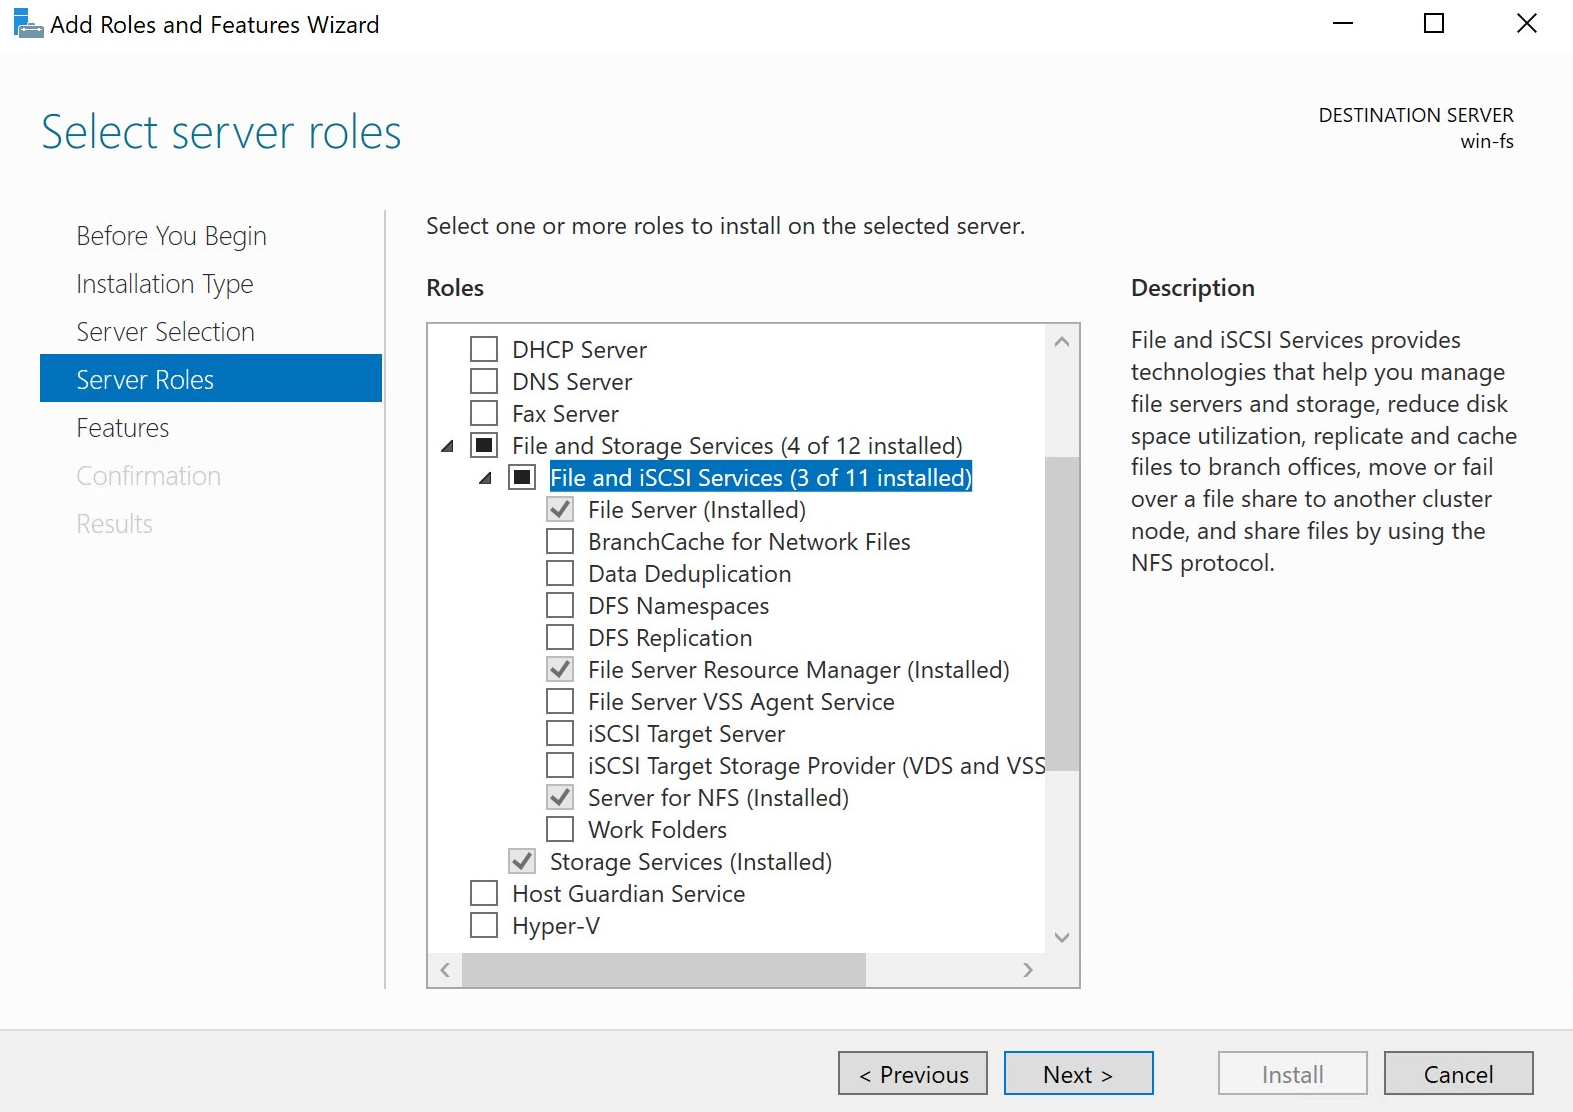 Add Roles and Features Wizard
Select server roles
DESTINATION SERVER
win-fs
Before You Begin
Installation Type
Server Selection
Server Roles
Features
Confirmation
Results
Select one or more roles to install on the selected server.
Roles
DHCP Server
DNS Server
Fax Server
File and Storage Services (4 of 12 installed)
File and iSCSI Services (3 of 11 installed)
File Server (Installed)
BranchCache for Network Files
Data Deduplication
DFS Namespaces
DFS Replication
File Server Resource Manager (Installed)
File Server VSS Agent Service
iSCSI Target Server
iSCSI Target Storage Provider (VDS and VSS
Server for NFS (Installed)
Work Folders
Storage Services (Installed)
Host Guardian Service
Hyper-V
Description
File and iSCSI Services provides
technologies that help you manage
file servers and storage, reduce disk
space utilization, replicate and cache
files to branch offices, move or fail
over a file share to another cluster
node, and share files by using the
NFS protocol.
< Previous
Next >
Install
Cancel